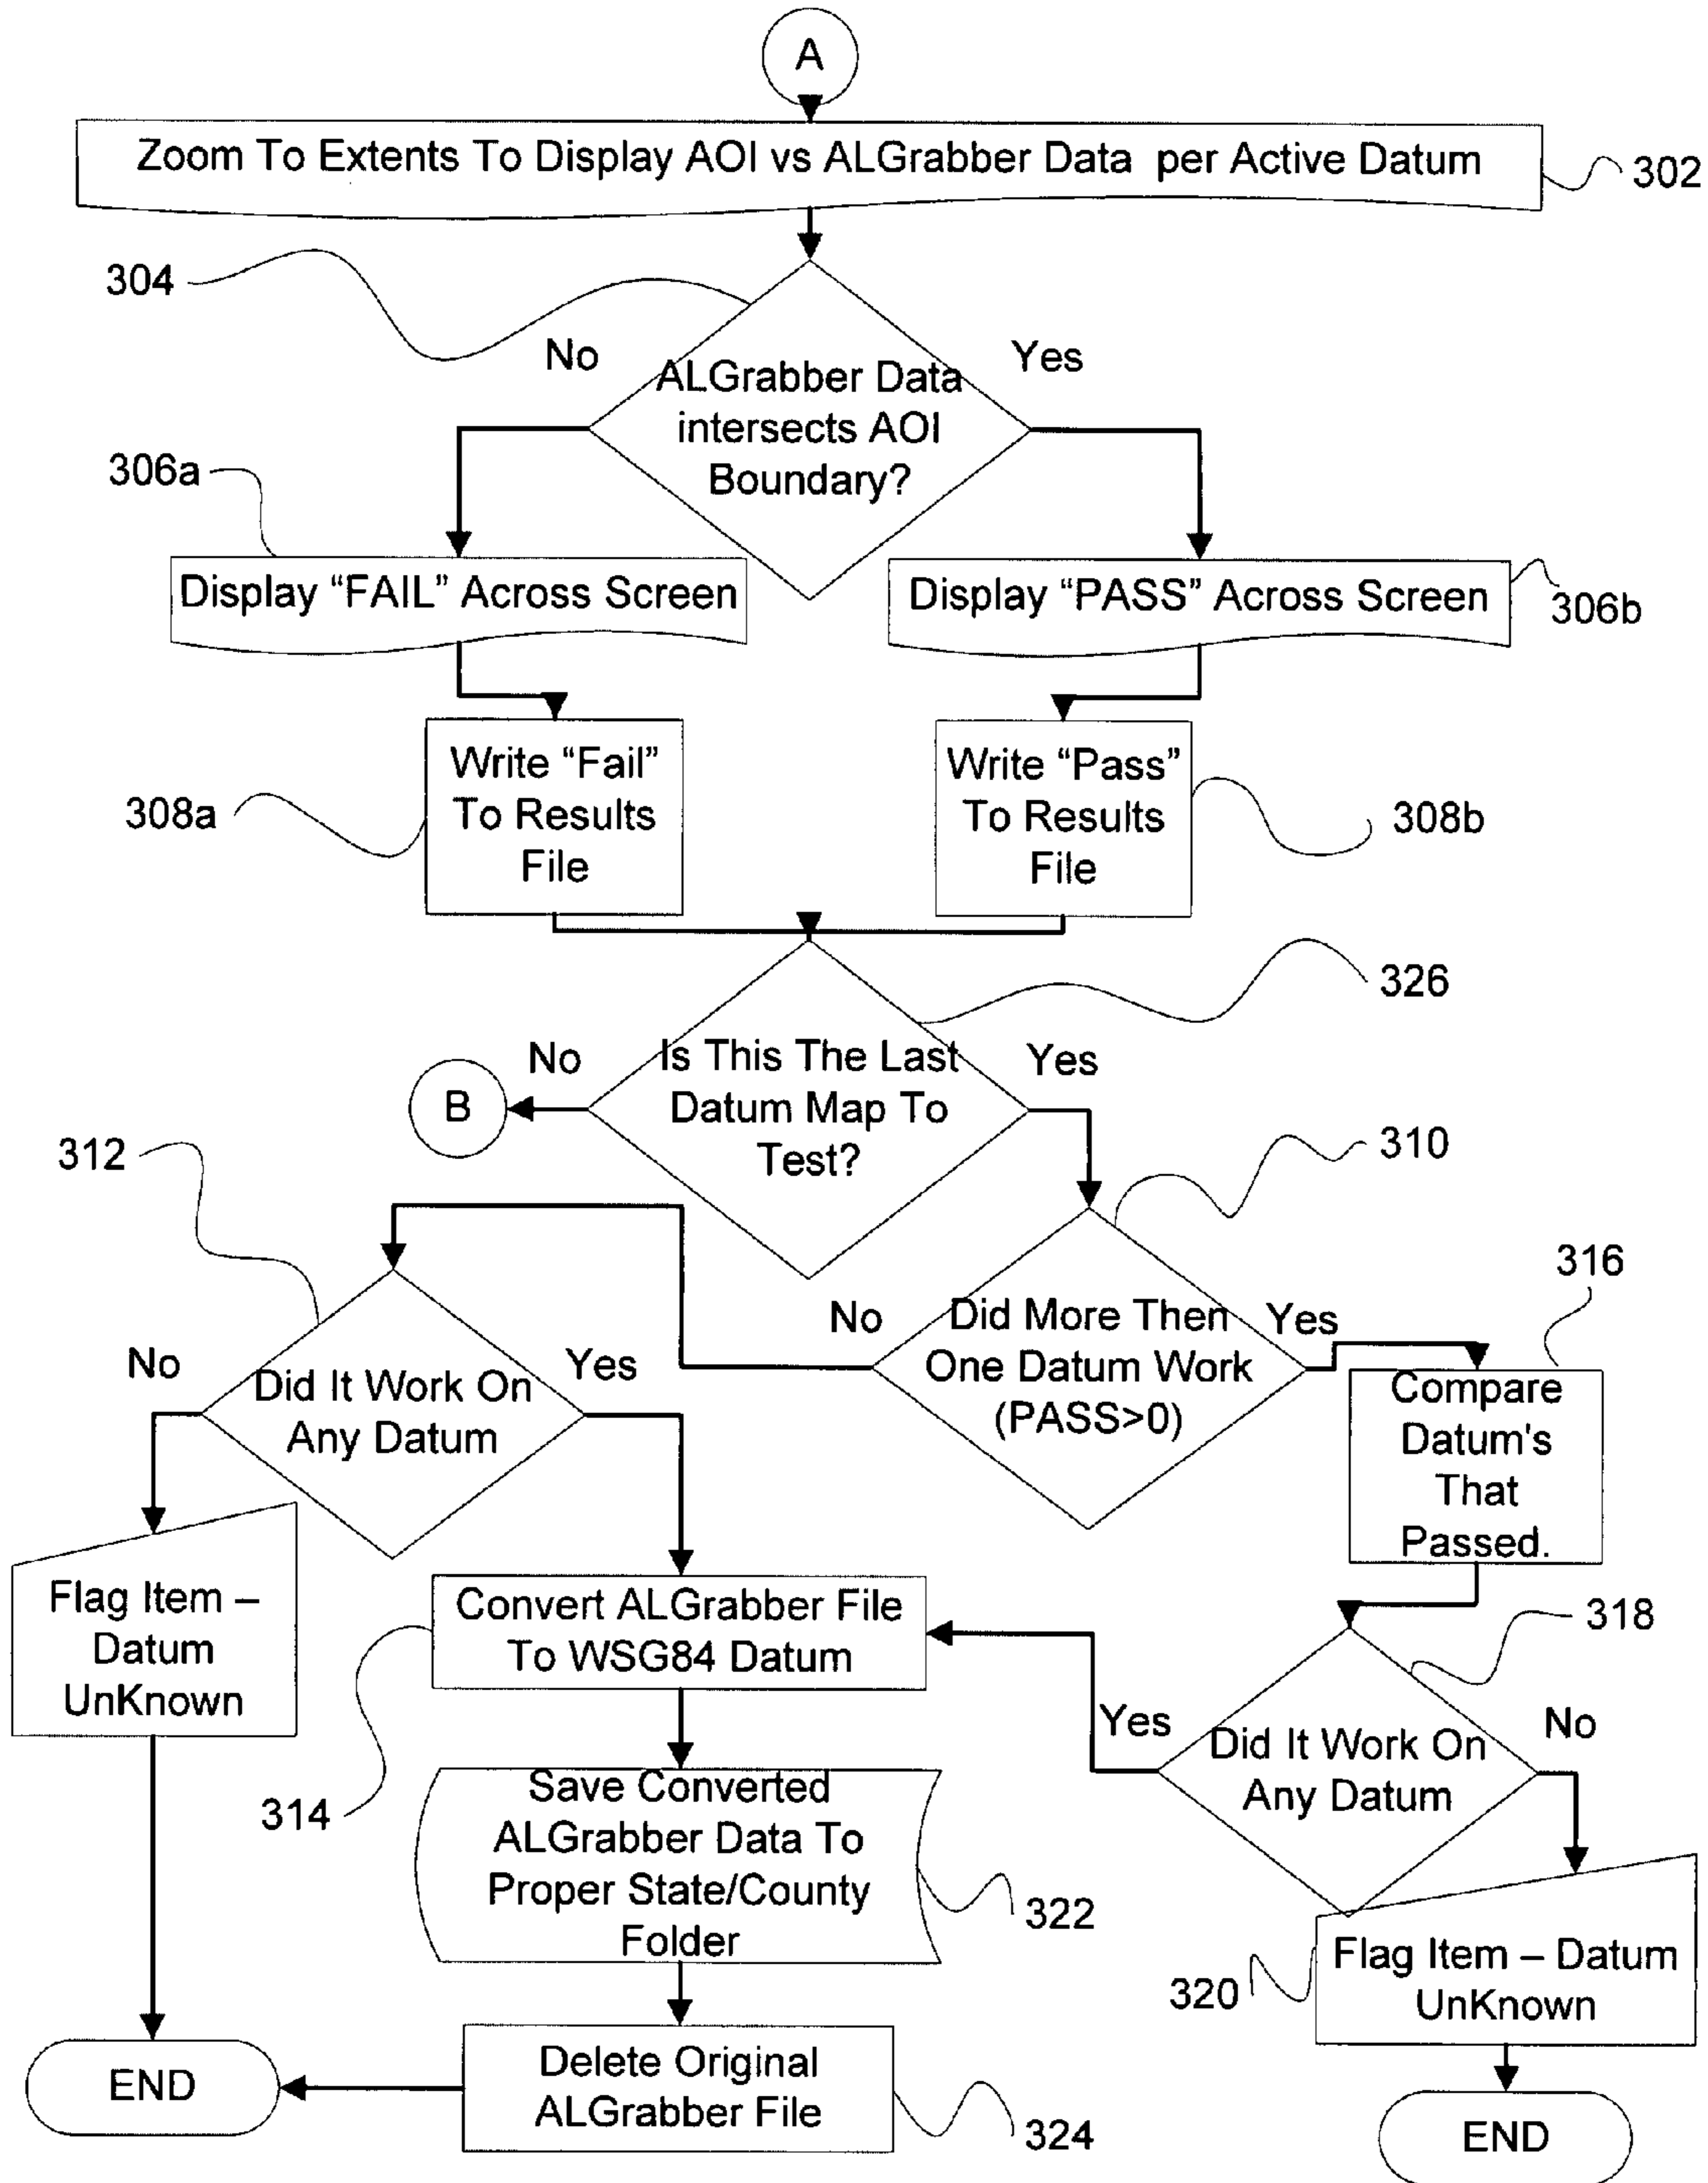 A
Zoom To Extents To Display AOI vs ALGrabber Data per Active Datum
302
304
No
Yes
ALGrabber Data
intersects AOI
Boundary?
306a
Display “FAIL” Across Screen
Display “PASS” Across Screen
306b
Write “Fail”
To Results
File
308a
Write “Pass”
To Results
File
308b
326
No
Is This The Last
Datum Map To
Test?
Yes
B
312
310
316
No
Did More Then
One Datum Work
(PASS>0)
Yes
Compare
Datum's
That
Passed.
No
Did It Work On
Any Datum
Yes
Flag Item –
Datum
UnKnown
Convert ALGrabber File
To WSG84 Datum
318
Yes
Did It Work On
Any Datum
No
314
Save Converted
ALGrabber Data To
Proper State/County
Folder
322
320
Flag Item – Datum
UnKnown
END
Delete Original
ALGrabber File
324
END